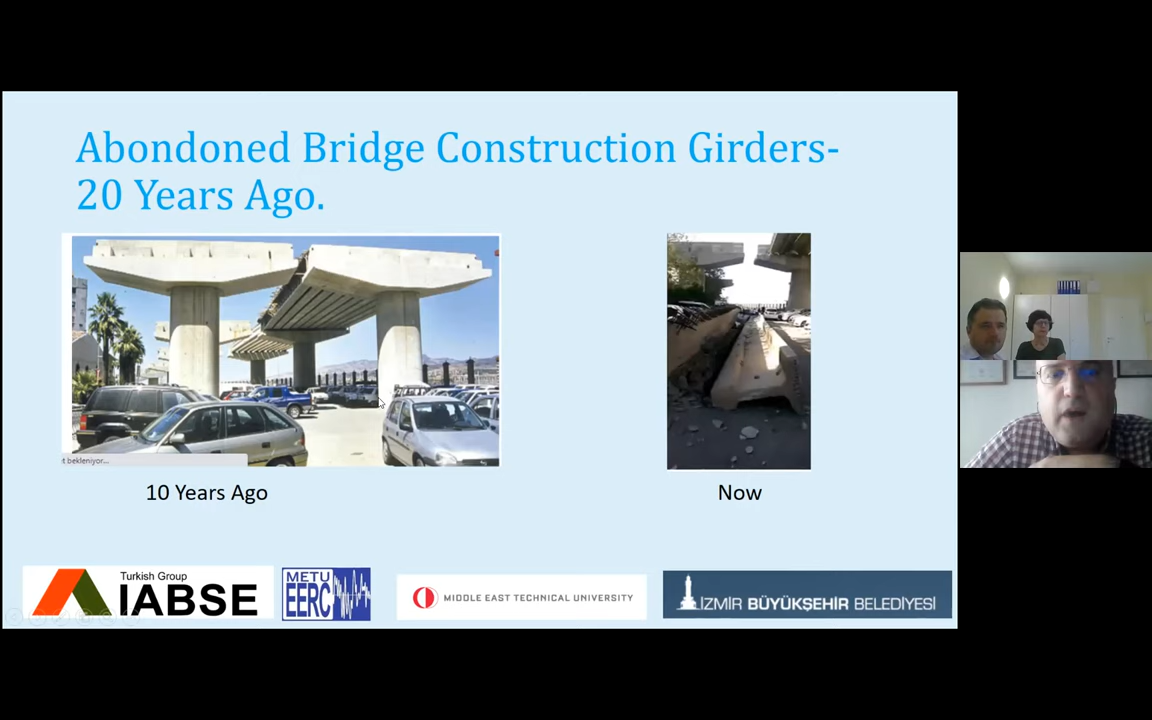 Abondoned Bridge Construction Girders-
20 Years Ago.
t bekleniyor...
10 Years Ago
Now
Turkish Group
IABSE
METU
EERC
MIDDLE EAST TECHNICAL UNIVERSITY
İZMİR BÜYÜKŞEHİR BELEDİYESİ